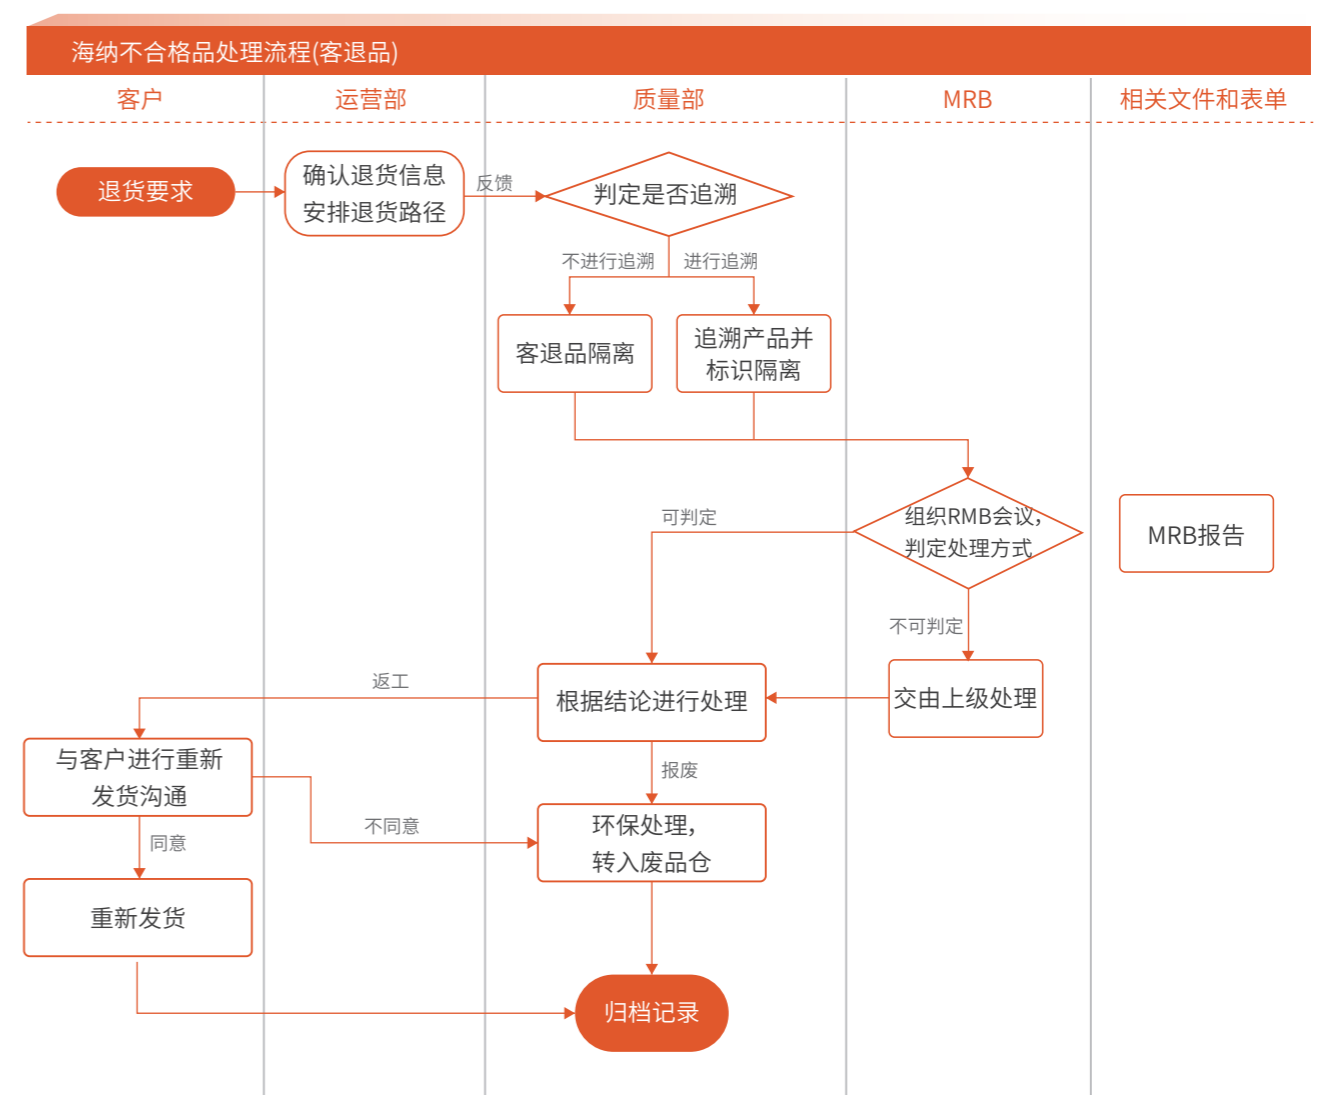 海纳不合格品处理流程(客退品)
客户
运营部
质量部
MRB
相关文件和表单
退货要求
确认退货信息
安排退货路径
反馈
判定是否追溯
不进行追溯
进行追溯
客退品隔离
追溯产品并
标识隔离
组织RMB会议，
判定处理方式
MRB报告
可判定
不可判定
根据结论进行处理
交由上级处理
返工
与客户进行重新
发货沟通
报废
不同意
环保处理，
转入废品仓
同意
重新发货
归档记录